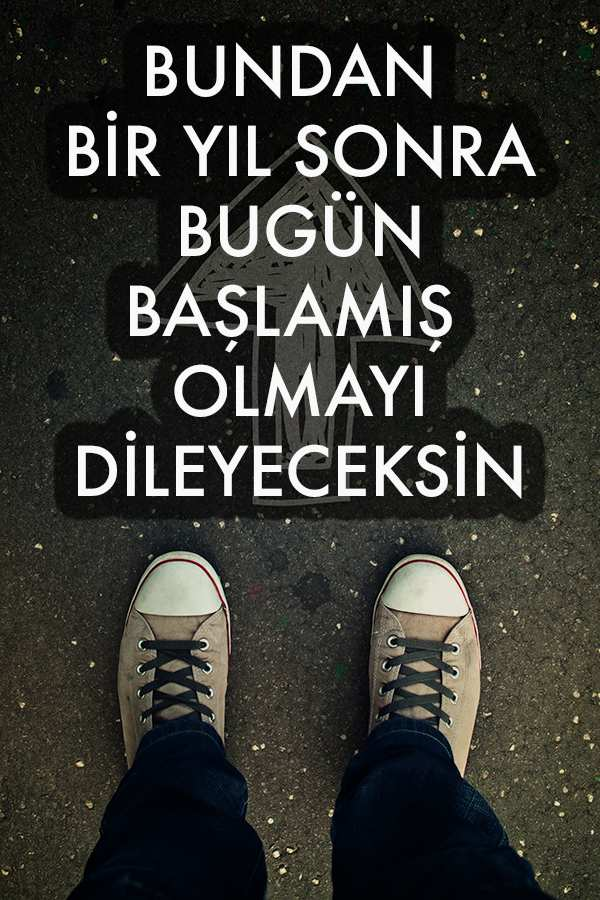 BUNDAN
BİR YIL SONRA
BUGÜN
BAŞLAMIŞ
OLMAYI
DİLEYECEKSİN